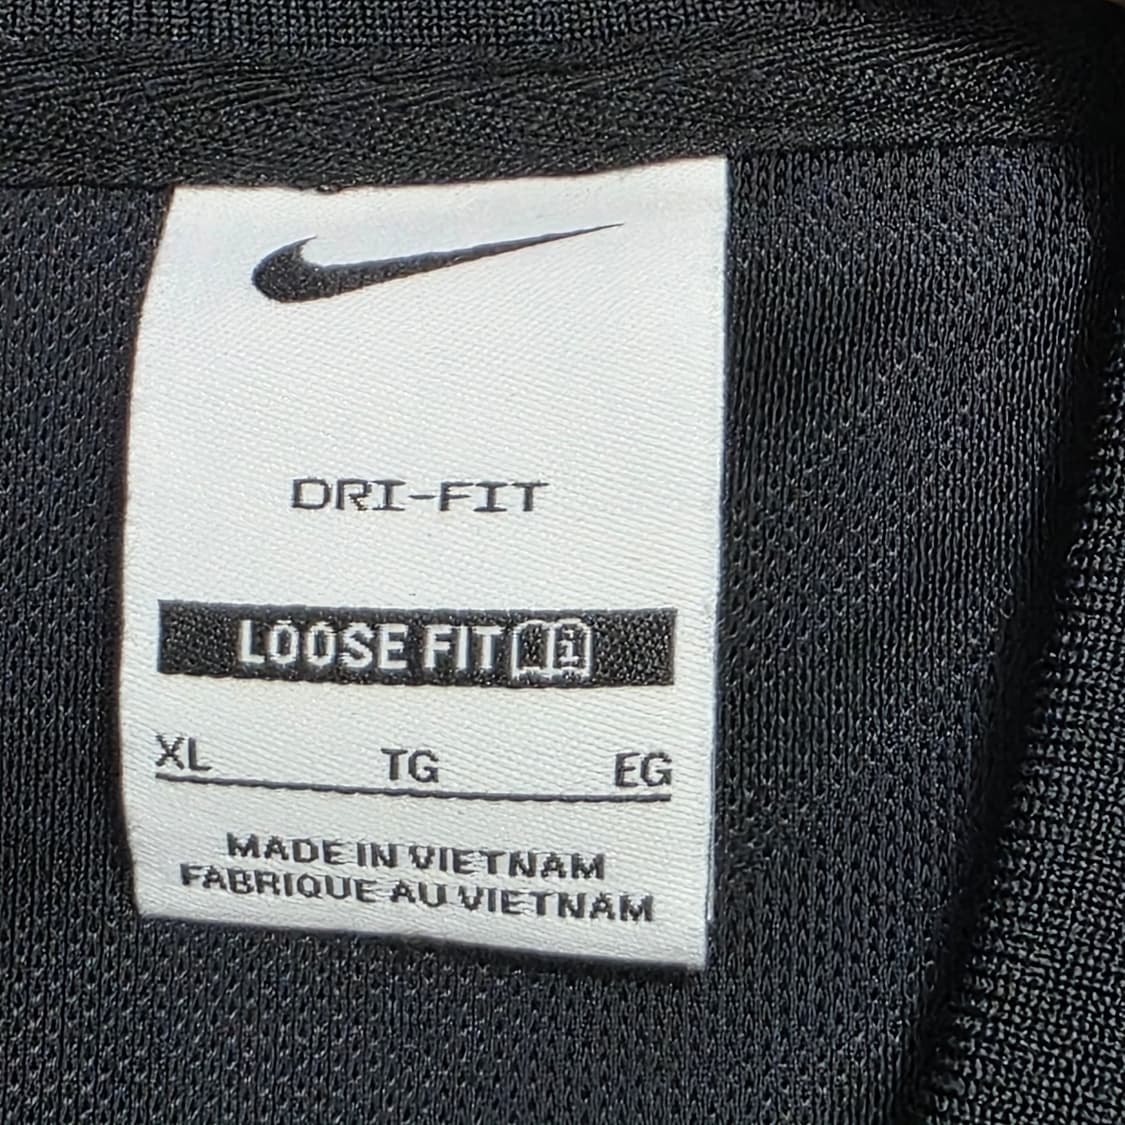 DRI-FIT
LOOSE FIT
XL TG EG
MADE IN VIETNAM
FABRIQUE AU VIETNAM